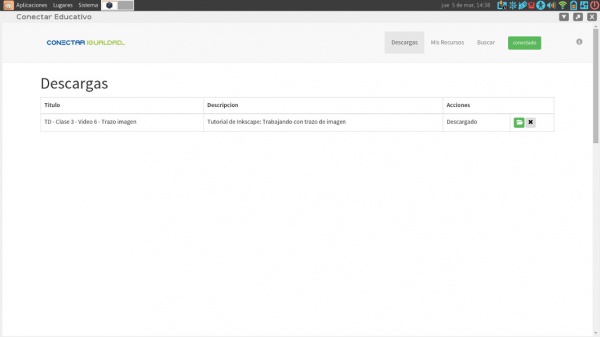 Aplicaciones Lugares Sistema jue 5 de mar, 14:38
Conectar Educativo
CONECTAR IGUALDAD Descargas Mis Recursos Buscar conectado
Descargas
Titulo Descripcion Acciones
TD - Clase 3 - Video 6 - Trazo imagen Tutorial de Inkscape: Trabajando con trazo de imagen Descargado